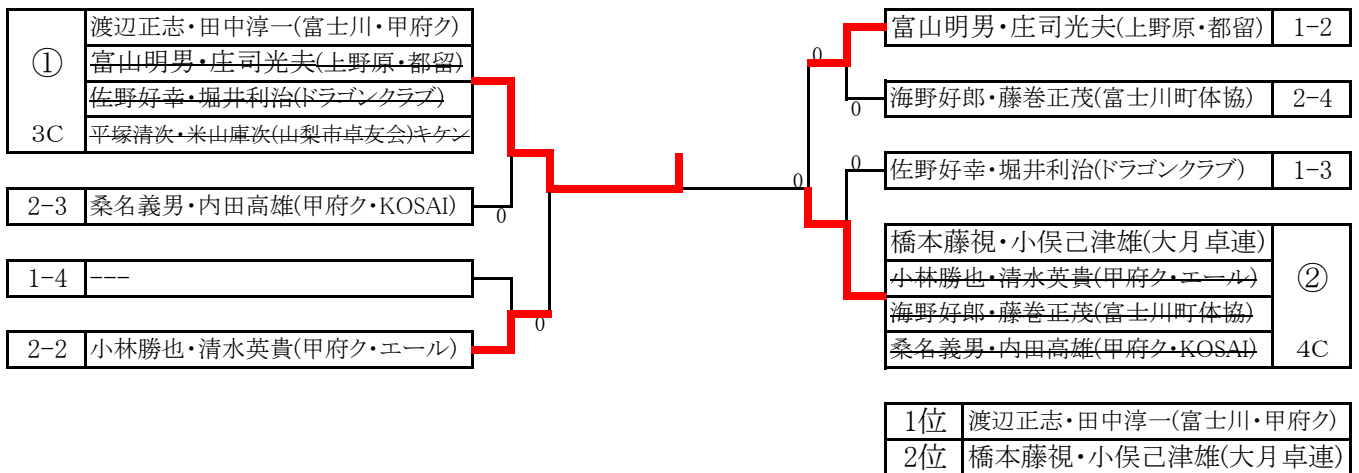 渡辺正志・田中淳一(富士川・甲府ク)
①
富山明男・庄司光夫(上野原・都留)
佐野好幸・堀井利治(ドラゴンクラブ)
3C
平塚清次・米山庫次(山梨市卓友会)キケン
2-3 桑名義男・内田高雄(甲府ク・KOSAI)
0
1-4 ---
2-2 小林勝也・清水英貴(甲府ク・エール)
0
富山明男・庄司光夫(上野原・都留) 1-2
0
海野好郎・藤巻正茂(富士川町体協) 2-4
0
0
佐野好幸・堀井利治(ドラゴンクラブ) 1-3
0
橋本藤視・小俣己津雄(大月卓連)
小林勝也・清水英貴(甲府ク・エール)
②
海野好郎・藤巻正茂(富士川町体協)
桑名義男・内田高雄(甲府ク・KOSAI)
4C
1位 渡辺正志・田中淳一(富士川・甲府ク)
2位 橋本藤視・小俣己津雄(大月卓連)